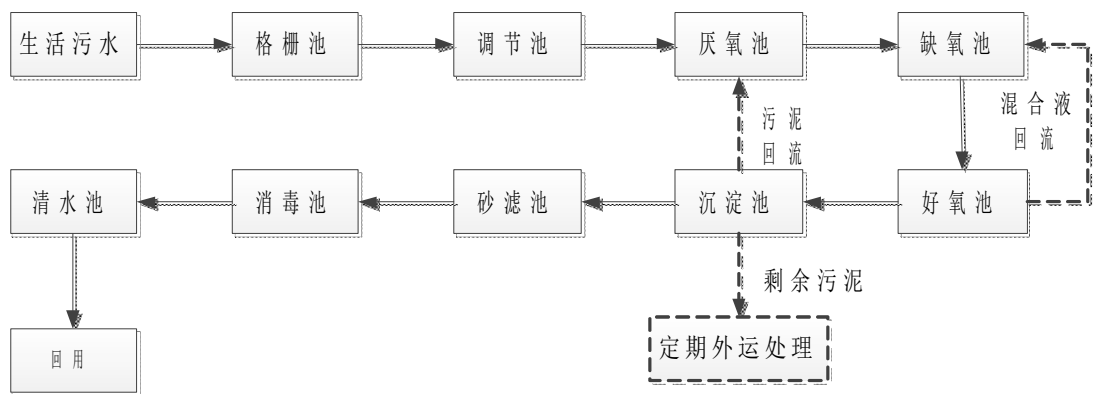 生活污水
格栅池
调节池
厌氧池
缺氧池
污泥
回流
混合液
回流
清水池
消毒池
砂滤池
沉淀池
好氧池
剩余污泥
回用
定期外运处理